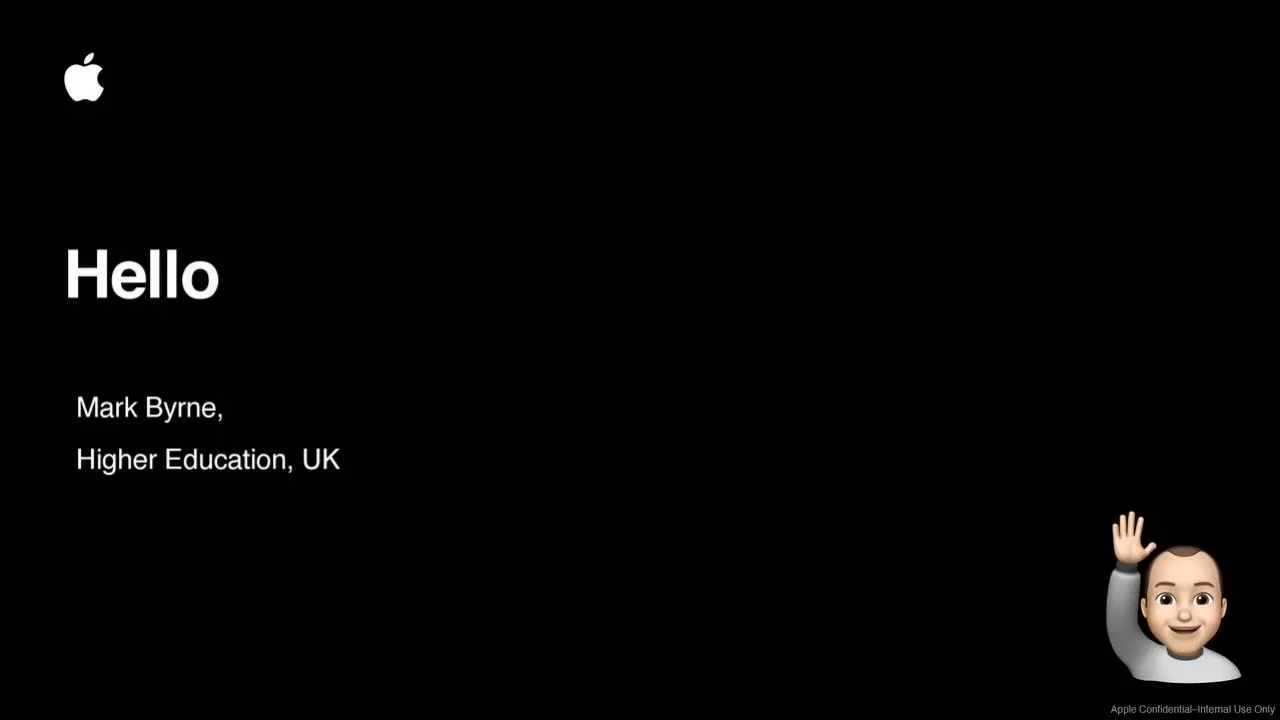 Hello
Mark Byrne,
Higher Education, UK
Apple Confidential–Internal Use Only